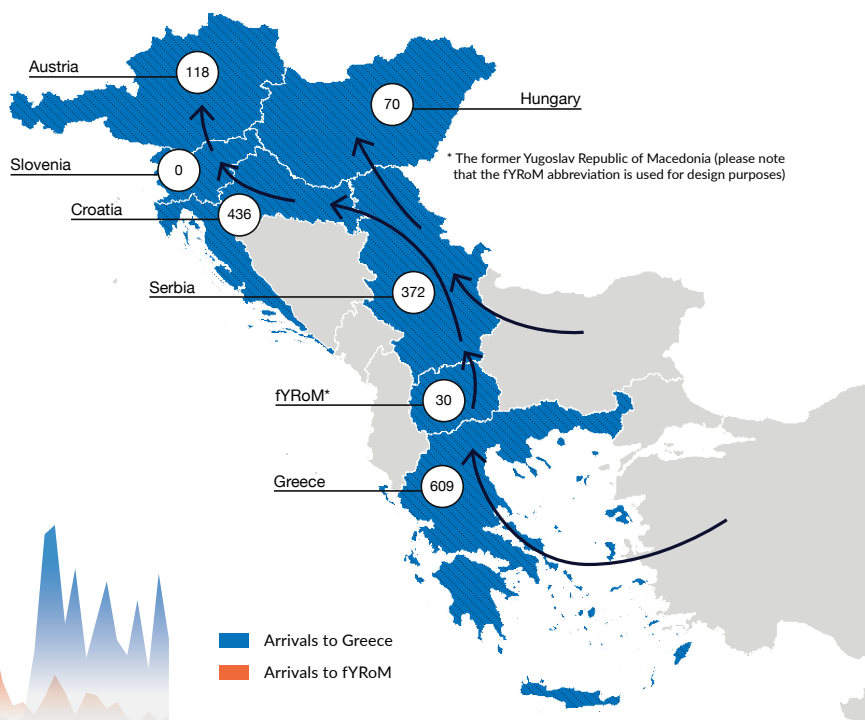 Austria
118
70
Hungary
* The former Yugoslav Republic of Macedonia (please note
that the fYRoM abbreviation is used for design purposes)
Slovenia
0
Croatia
436
Serbia
372
fYRoM*
30
Greece
609
Arrivals to Greece
Arrivals to fYRoM